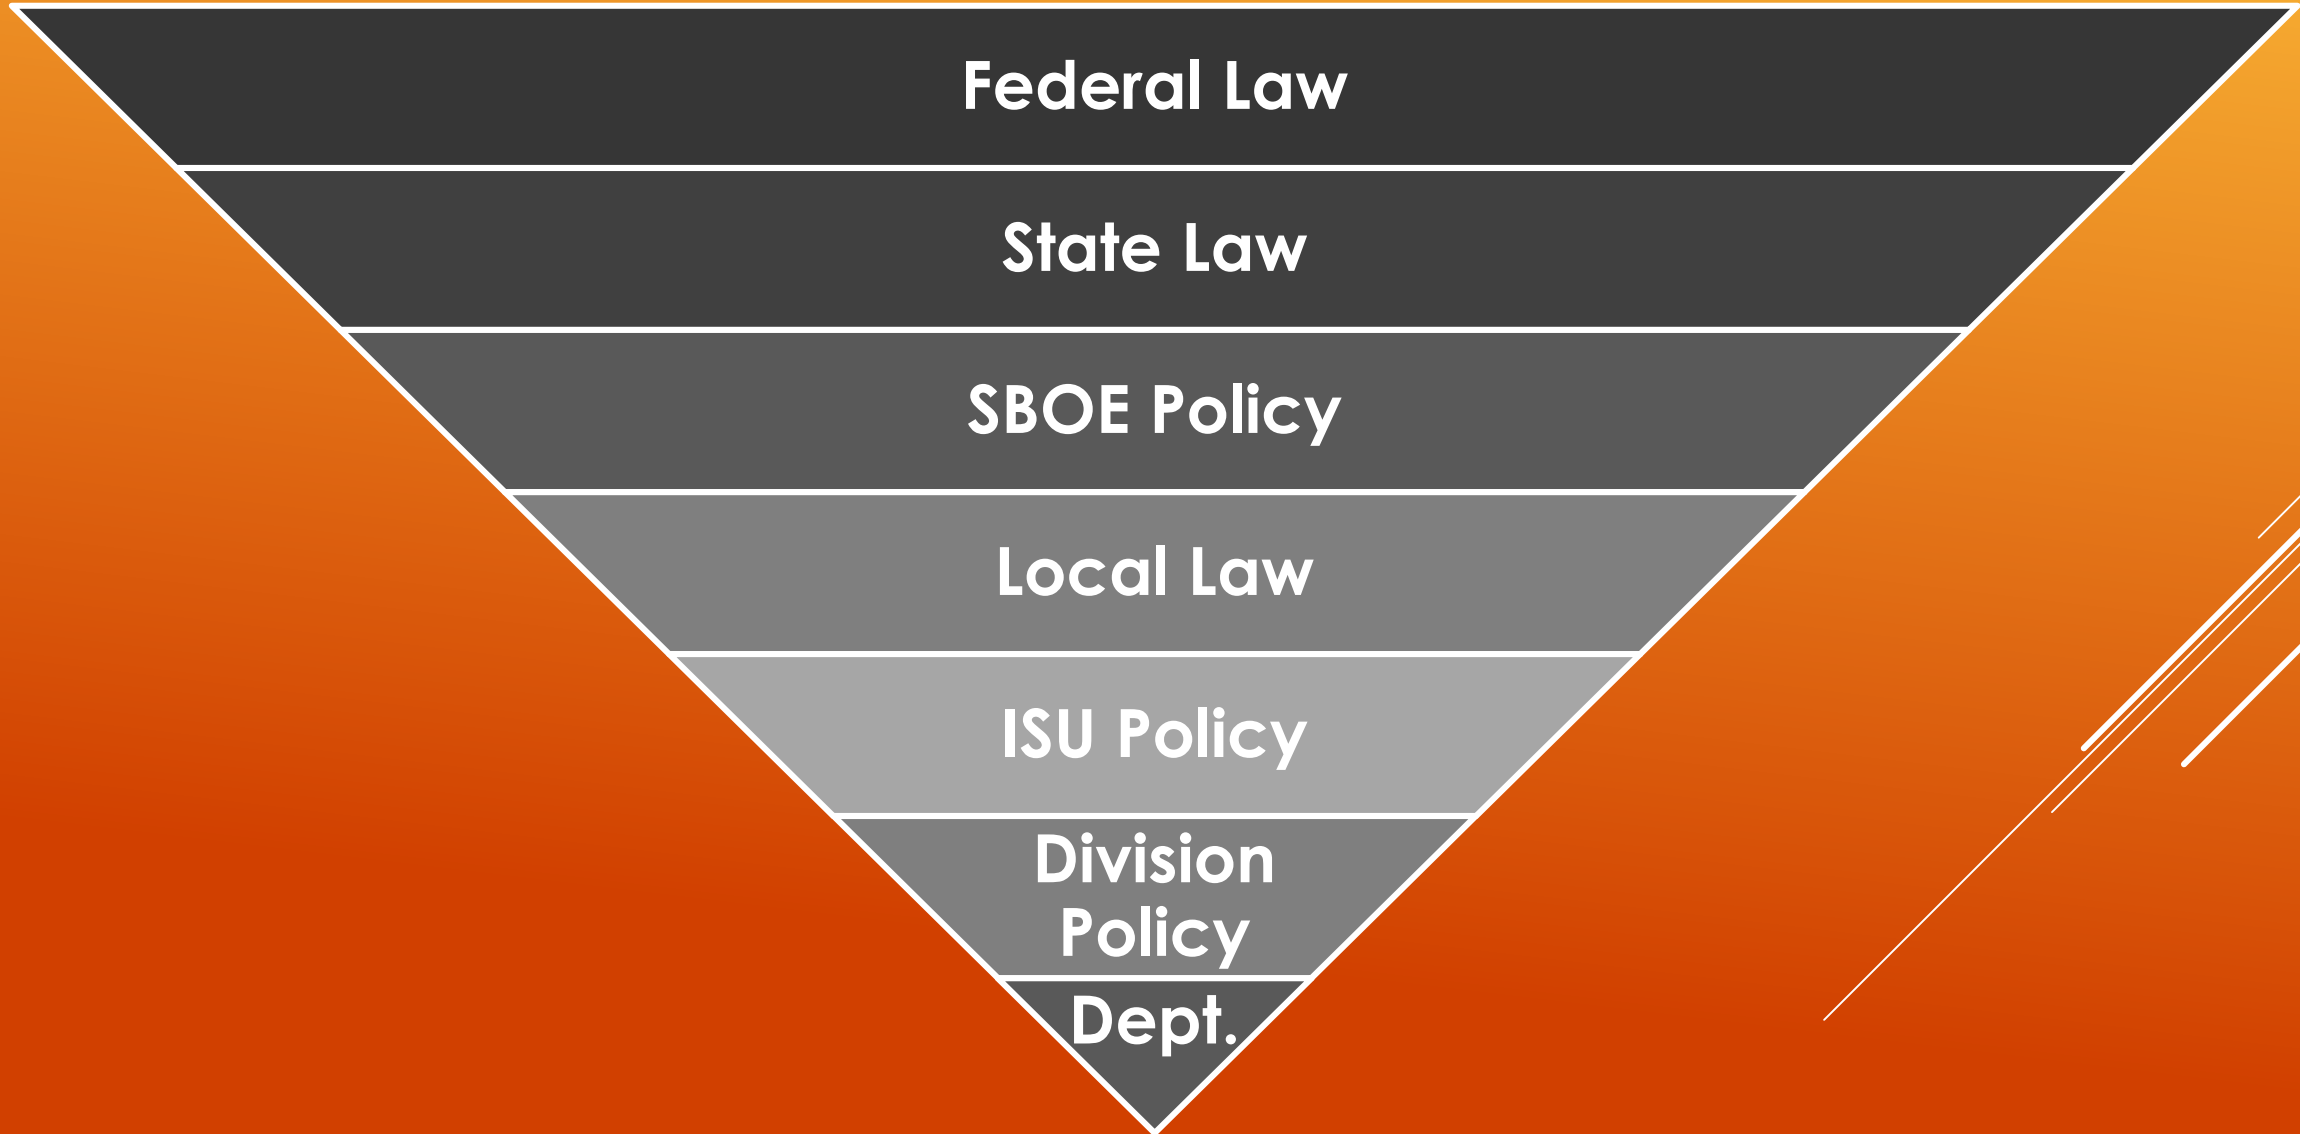 Federal Law
State Law
SBOE Policy
Local Law
ISU Policy
Division
Policy
Dept.